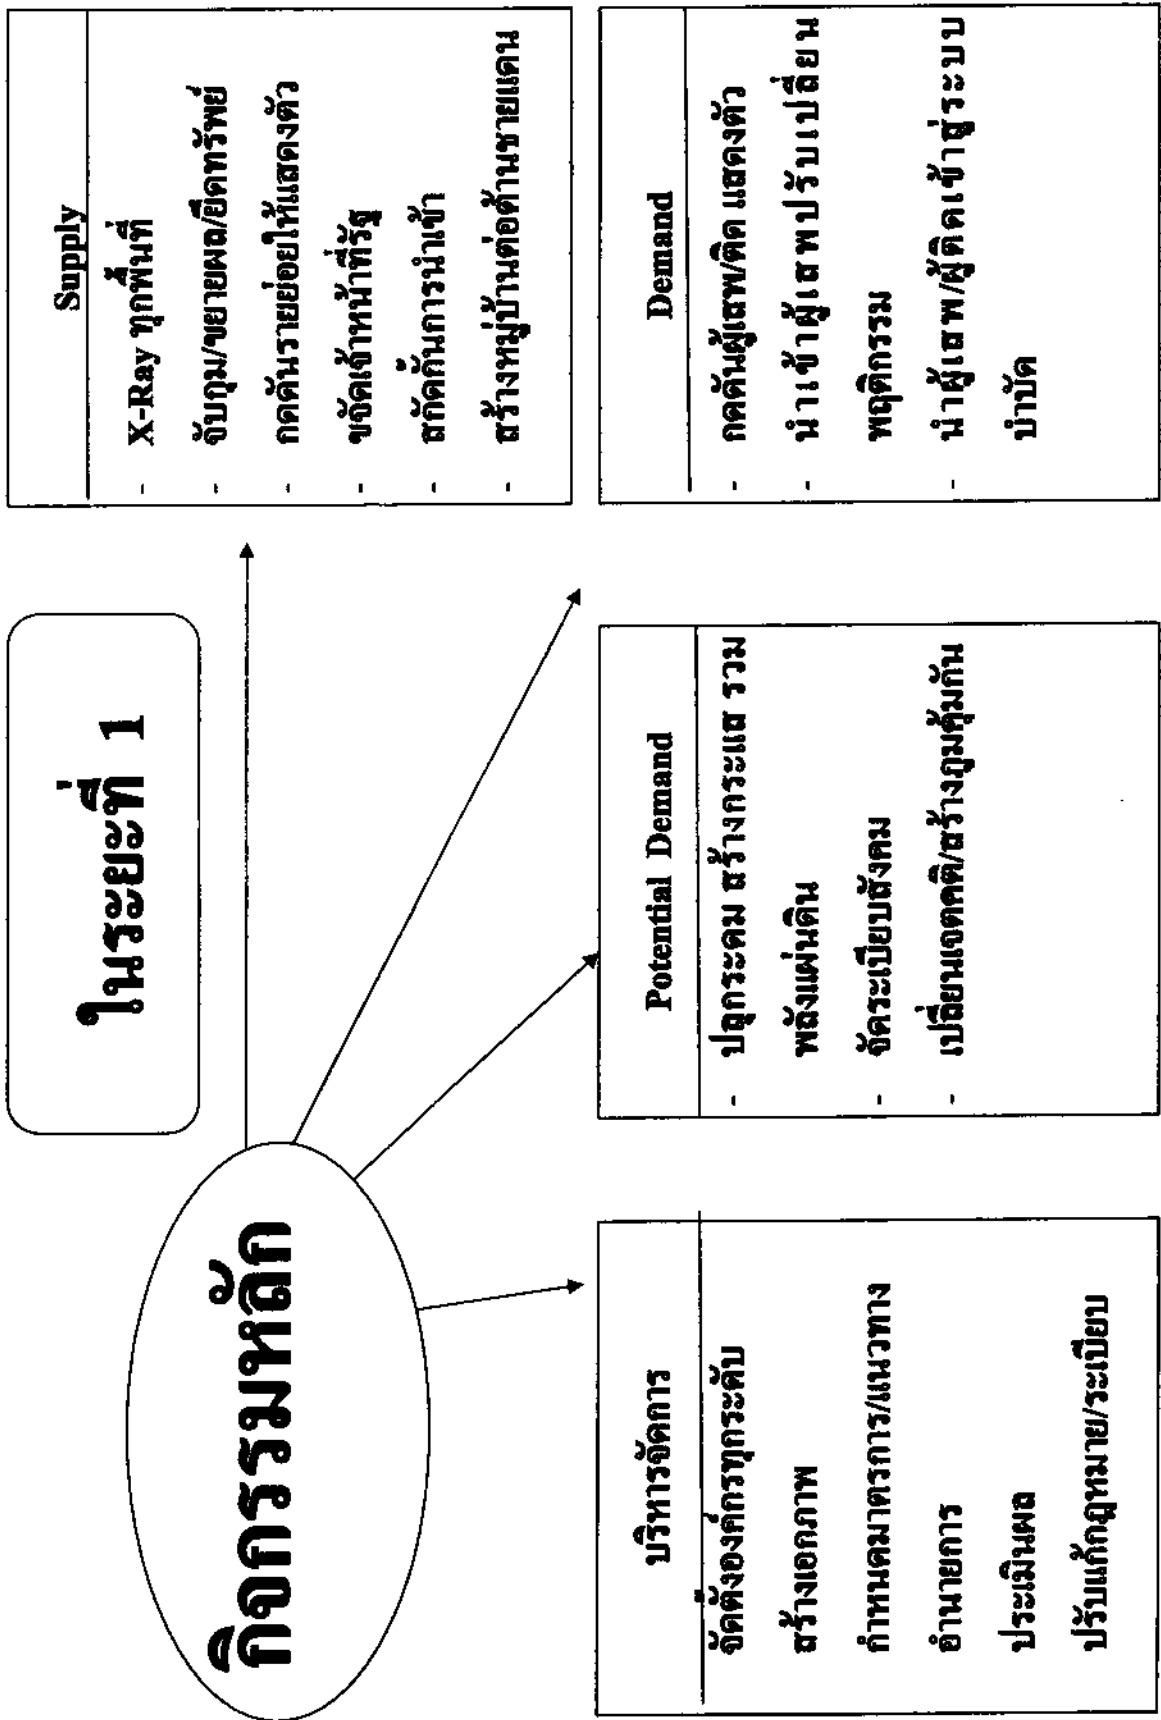 กิจกรรมหลัก
ในระยะที่ 1
บริหารจัดการ
จัดตั้งองค์กรทุกระดับ
สร้างเอกภาพ
กำหนดมาตรการ/แนวทาง
อำนายการ
ประเมินผล
ปรับแก้กฎหมาย/ระเบียบ
Potential Demand
- ปลุกระดม สร้างกระแส รวม
พลังแผ่นดิน
- จัดระเบียบสังคม
- เปลี่ยนเจตคติ/สร้างภูมคุ้มกัน
Supply
- X-Ray ทุกพื้นที่
- จับกุม/ขยายผล/ยึดทรัพย์
- กดดันรายย่อยให้แสดงตัว
- ขจัดเจ้าหน้าที่รัฐ
- สกัดกั้นการนำเข้า
- สร้างหมู่บ้านต่อต้านชายแดน
Demand
- กดดันผู้เสพ/ติด แสดงตัว
- นำเข้าผู้เสพปรับเปลี่ยน
พฤติกรรม
- นำผู้เสพ/ผู้ติดเข้าสู่ระบบ
บำบัด